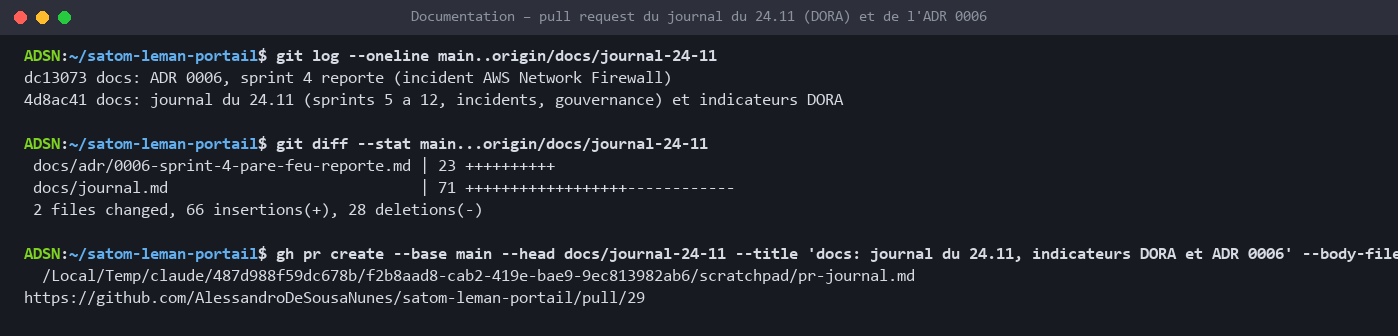 Documentation – pull request du journal du 24.11 (DORA) et de l'ADR 0006
ADSN:~/satom-leman-portail$ git log --oneline main..origin/docs/journal-24-11
dc13073 docs: ADR 0006, sprint 4 reporte (incident AWS Network Firewall)
4d8ac41 docs: journal du 24.11 (sprints 5 a 12, incidents, gouvernance) et indicateurs DORA
ADSN:~/satom-leman-portail$ git diff --stat main...origin/docs/journal-24-11
docs/adr/0006-sprint-4-pare-feu-reporte.md | 23 ++++++++++
docs/journal.md | 71 ++++++++++++++++++------------
2 files changed, 66 insertions(+), 28 deletions(-)
ADSN:~/satom-leman-portail$ gh pr create --base main --head docs/journal-24-11 --title 'docs: journal du 24.11, indicateurs DORA et ADR 0006' --body-file
/Local/Temp/claude/487d988f59dc678b/f2b8aad8-cab2-419e-bae9-9ec813982ab6/scratchpad/pr-journal.md
https://github.com/AlessandroDeSousaNunes/satom-leman-portail/pull/29